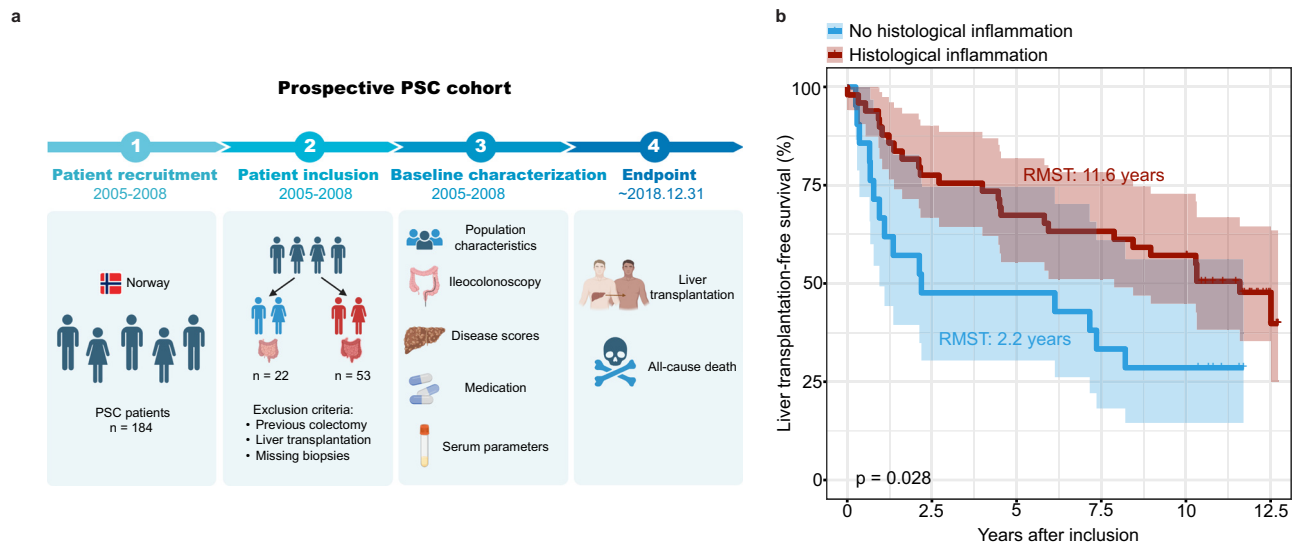 a
Prospective PSC cohort
1
2
3
4
Patient recruitment
2005-2008
Patient inclusion
2005-2008
Baseline characterization
2005-2008
Endpoint
~2018.12.31
Norway
PSC patients
n = 184
n = 22
n = 53
Exclusion criteria:
• Previous colectomy
• Liver transplantation
• Missing biopsies
Population
characteristics
Ileocolonoscopy
Disease scores
Medication
Serum parameters
Liver
transplantation
All-cause death
b
No histological inflammation
Histological inflammation
Liver transplantation-free survival (%)
100
75
50
25
0
RMST: 11.6 years
RMST: 2.2 years
p = 0.028
0
2.5
5
7.5
10
12.5
Years after inclusion